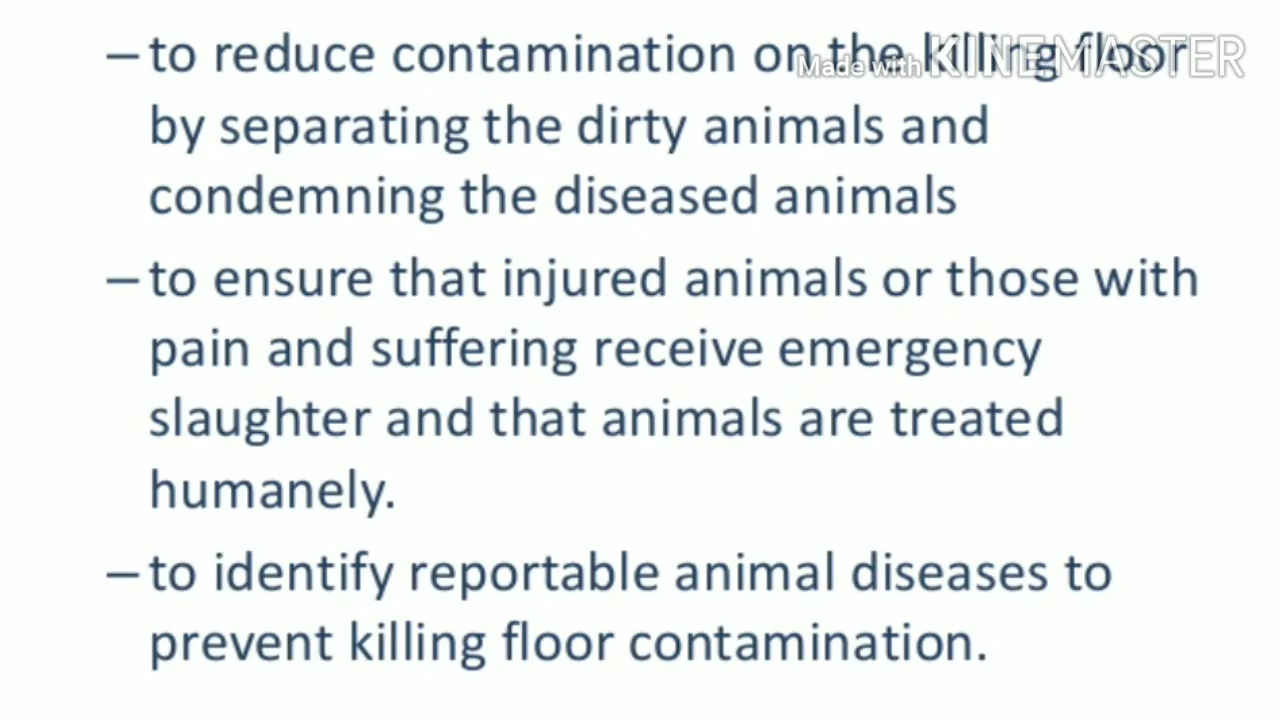 – to reduce contamination on the killing floor
Made with KINEMASTER
by separating the dirty animals and
condemning the diseased animals
– to ensure that injured animals or those with
pain and suffering receive emergency
slaughter and that animals are treated
humanely.
– to identify reportable animal diseases to
prevent killing floor contamination.